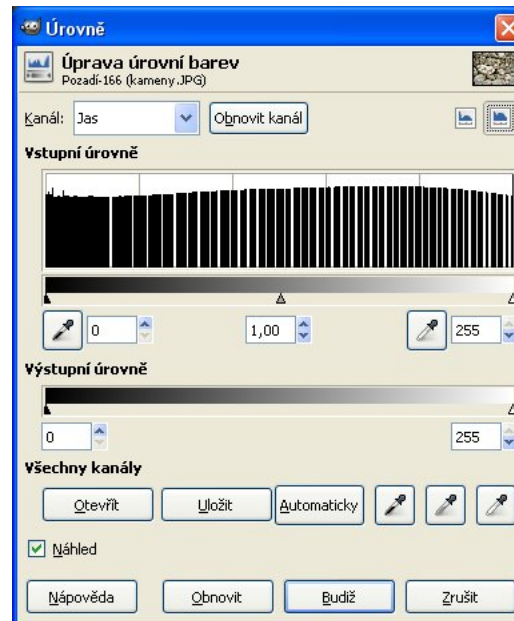 Úrovně
Úprava úrovní barev
Pozadí-166 (kameny.JPG)
Kanál: Jas Obnovit kanál
Vstupní úrovně
0 1,00 255
Výstupní úrovně
0 255
Všechny kanály
Otevřít Uložit Automaticky
Náhled
Nápověda Obnovit Budiž Zrušit